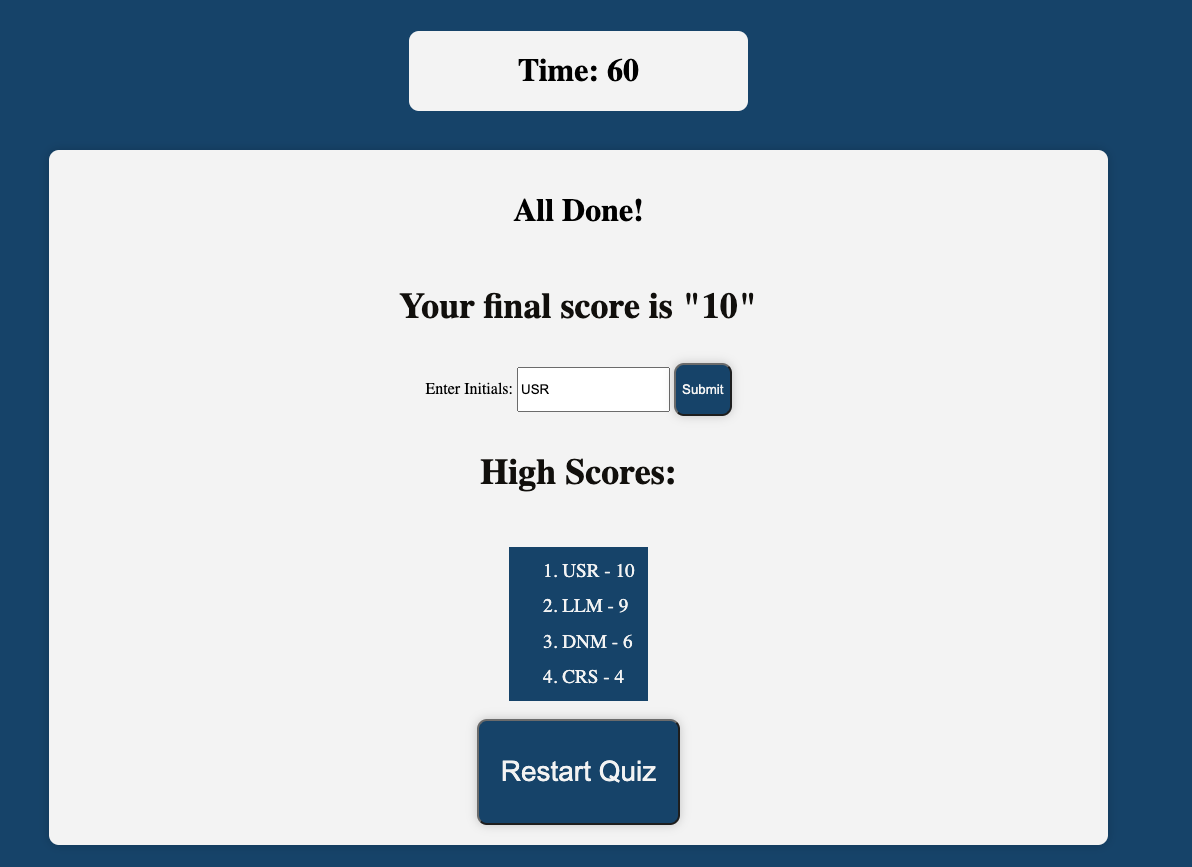 Time: 60
All Done!
Your final score is "10"
Enter Initials: USR Submit
High Scores:
1. USR - 10
2. LLM - 9
3. DNM - 6
4. CRS - 4
Restart Quiz